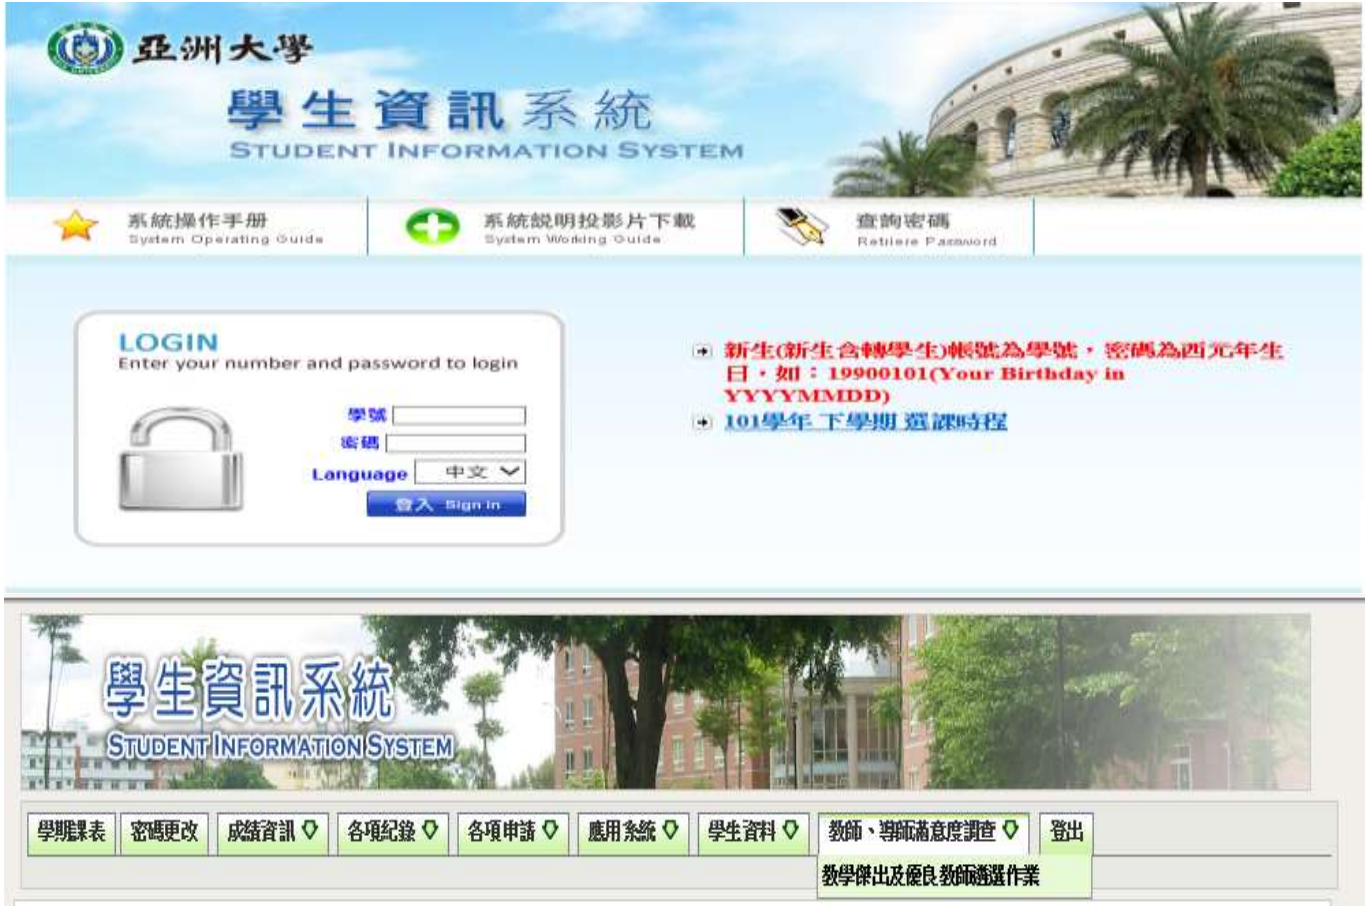 亞洲大學
學生資訊系統
STUDENT INFORMATION SYSTEM
系統操作手冊
System Operating Guide
系統說明投影片下載
System Working Guide
查詢密碼
Retriere Password
LOGIN
Enter your number and password to login
學號
密碼
Language 中文
登入 Sign in
新生(新生含轉學生)帳號為學號,密碼為西元年生
日,如:19900101(Your Birthday in
YYYYMMDD)
101學年 下學期 選課時程
學生資訊系統
STUDENT INFORMATION SYSTEM
學期課表 密碼更改 成績資訊 各項紀錄 各項申請 應用系統 學生資料 教師、導師滿意度調查 登出
教學傑出及優良教師遴選作業